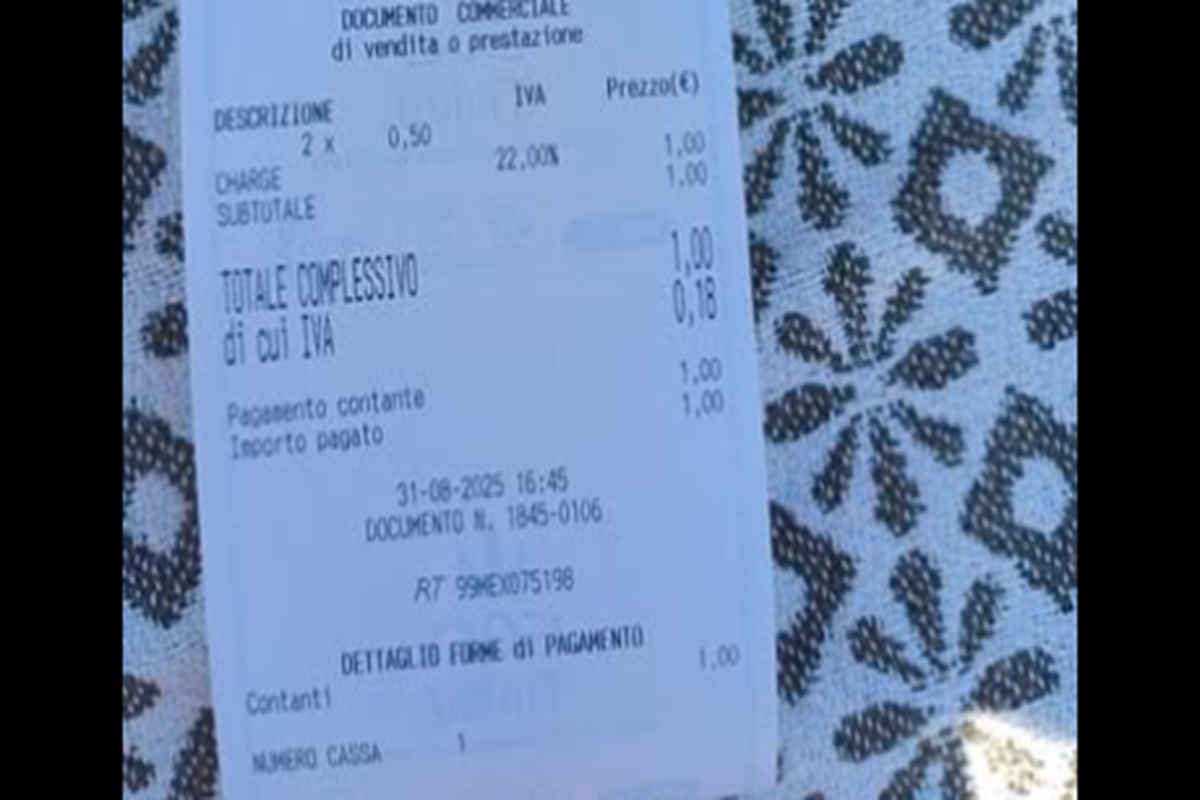 DOCUMENTO COMMERCIALE
di vendita o prestazione
DESCRIZIONE IVA Prezzo(€)
2 x 0,50
CHARGE 22,00% 1,00
SUBTOTALE 1,00
TOTALE COMPLESSIVO 1,00
di cui IVA 0,18
Pagamento contante 1,00
Importo pagato 1,00
31-08-2025 16:45
DOCUMENTO N. 1845-0106
RT 99MEX075198
DETTAGLIO FORME di PAGAMENTO
Contanti 1,00
NUMERO CASSA 1